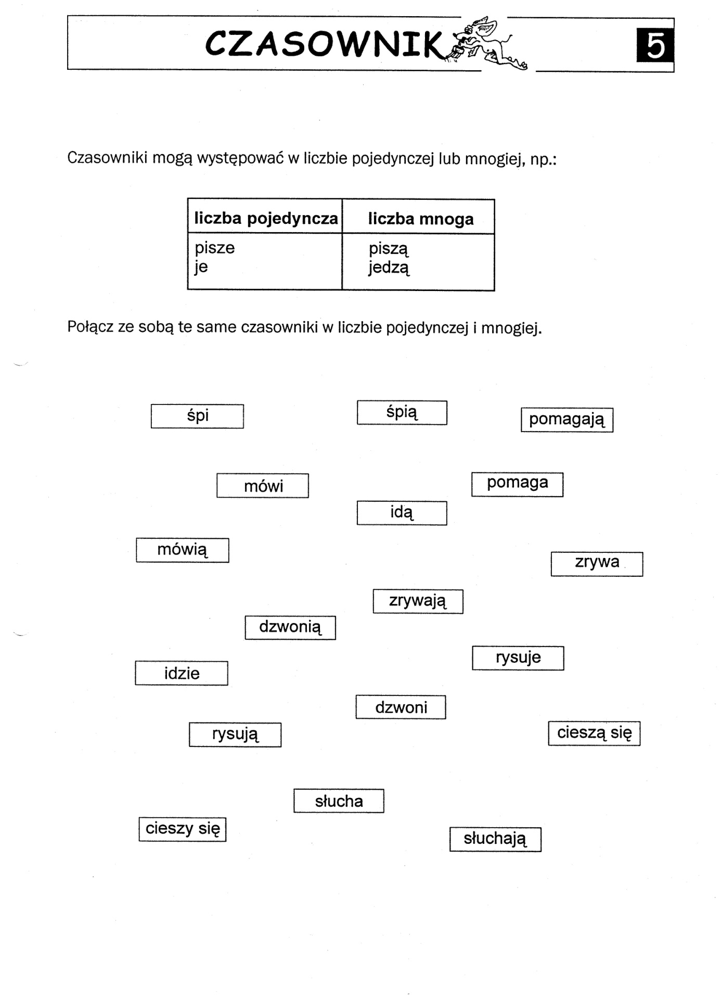 CZASOWNIK
5
Czasowniki mogą występować w liczbie pojedynczej lub mnogiej, np.:
liczba pojedyncza liczba mnoga
pisze piszą
je jedzą
Połącz ze sobą te same czasowniki w liczbie pojedynczej i mnogiej.
śpi śpią pomagają
mówi pomaga
idą
mówią
zrywa
zrywają
dzwonią
rysuje
idzie
dzwoni
rysują cieszą się
słucha
cieszy się
słuchają